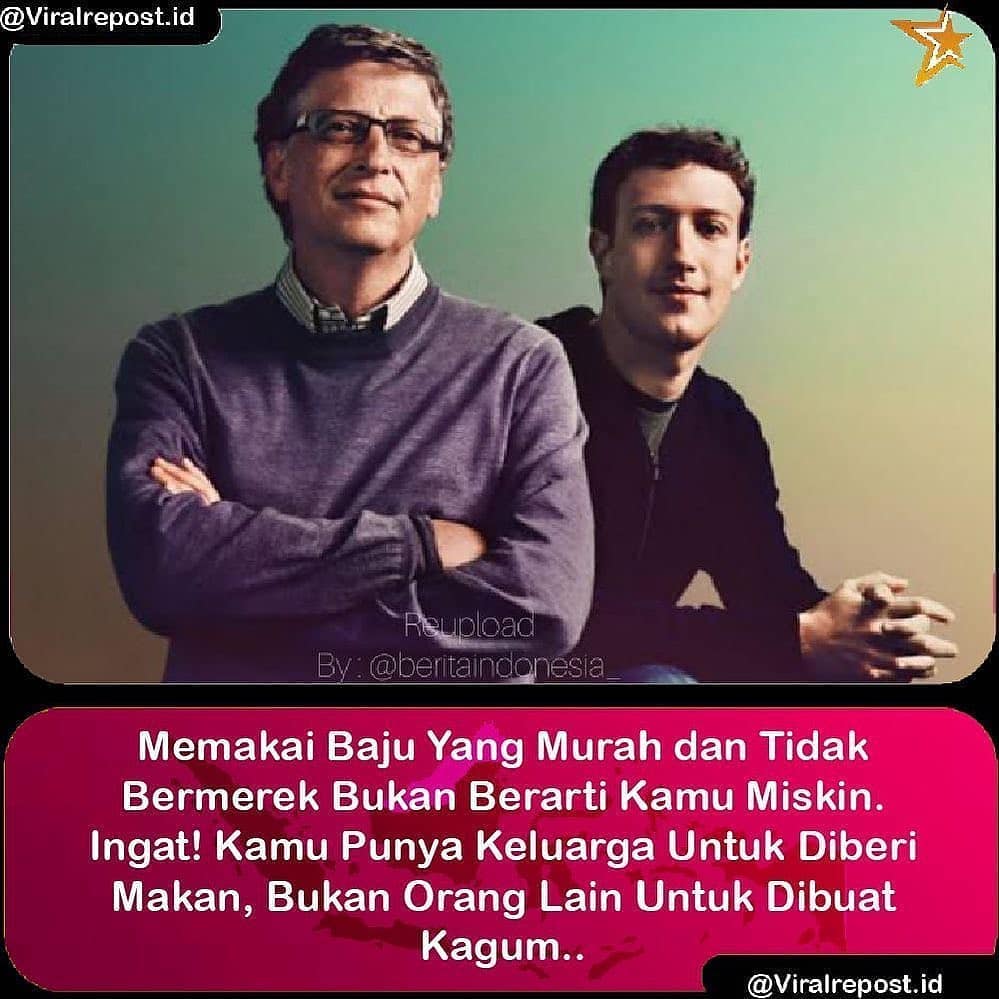 @Viralrepost.id
Reupload
By : @beritaindonesia_
Memakai Baju Yang Murah dan Tidak
Bermerek Bukan Berarti Kamu Miskin.
Ingat! Kamu Punya Keluarga Untuk Diberi
Makan, Bukan Orang Lain Untuk Dibuat
Kagum..
@Viralrepost.id